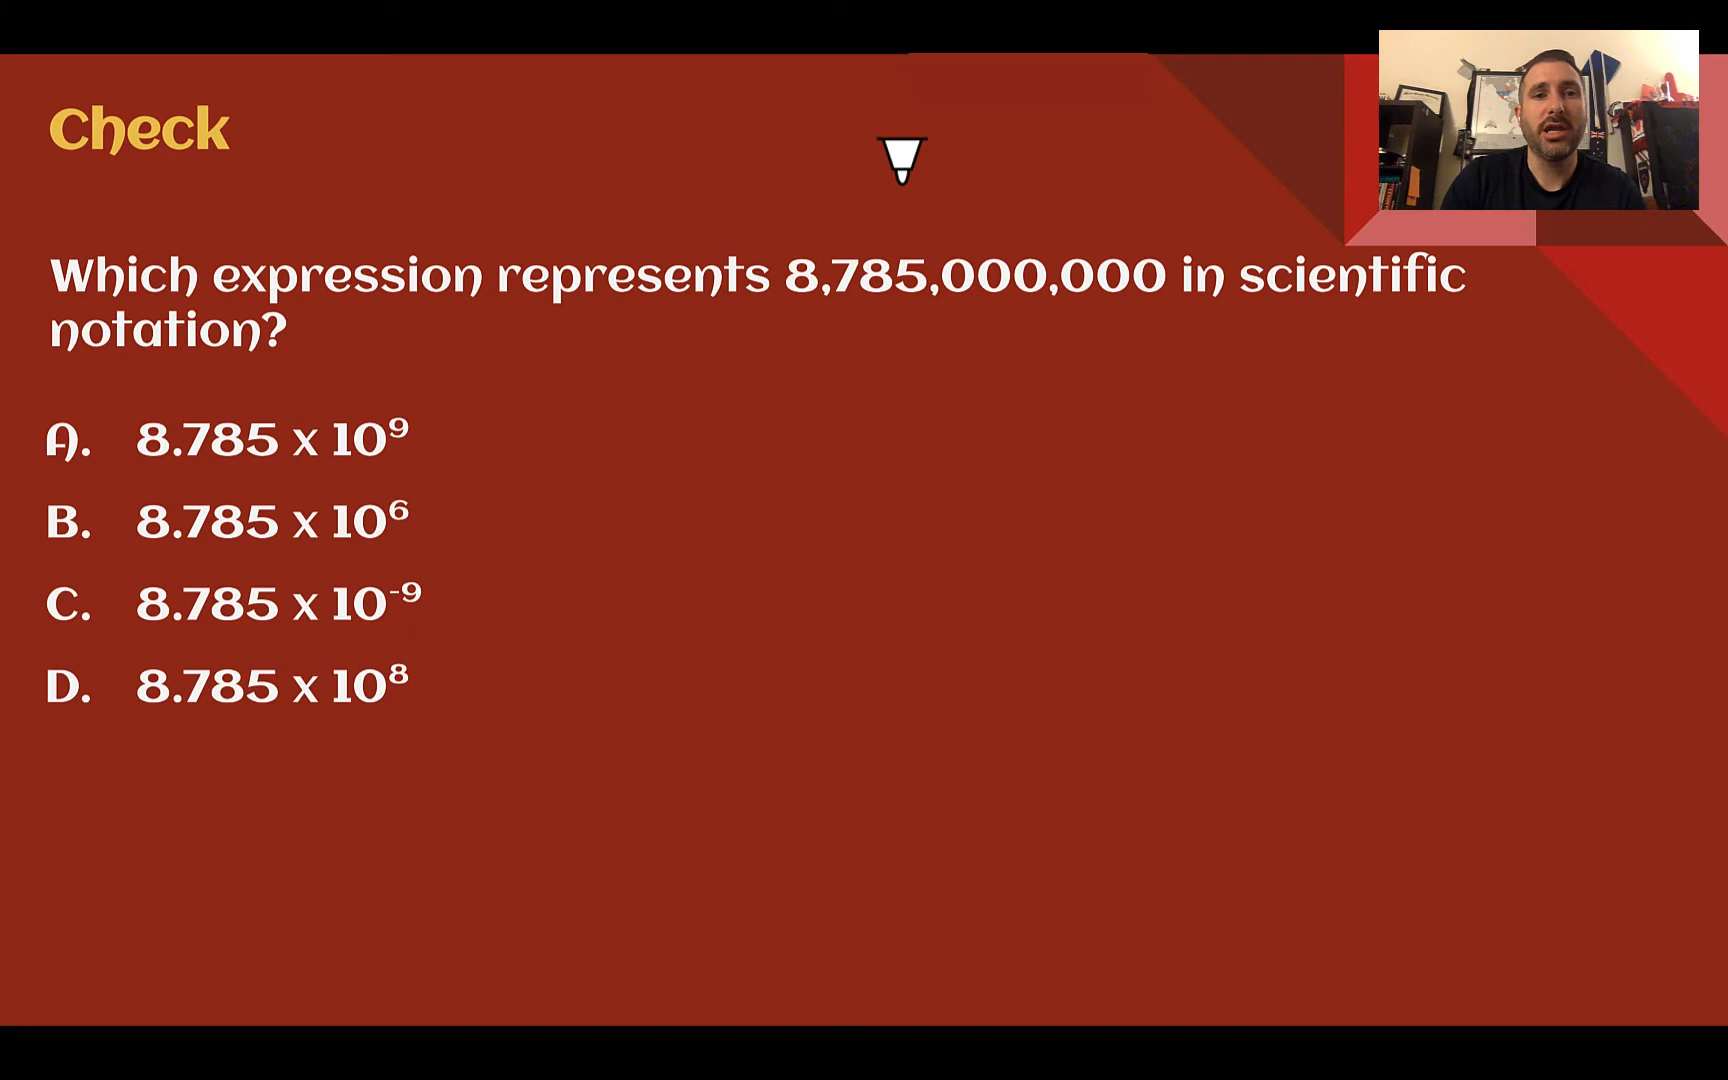 Check
Which expression represents 8,785,000,000 in scientific
notation?
A. 8.785 x 10⁹
B. 8.785 x 10⁶
C. 8.785 x 10⁻⁹
D. 8.785 x 10⁸